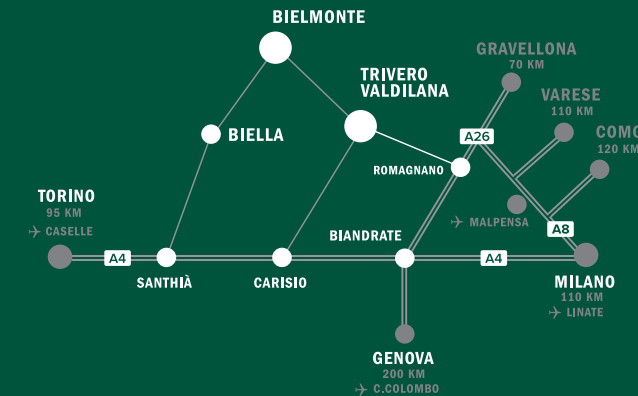 BIELMONTE
GRAVELLONA
70 KM
TRIVERO
VALDILANA
VARESE
110 KM
BIELLA
A26
COMO
120 KM
ROMAGNANO
TORINO
95 KM
CASELLE
MALPENSA
A8
BIANDRATE
A4
A4
SANTHIÀ
CARISIO
MILANO
110 KM
LINATE
GENOVA
200 KM
C.COLOMBO